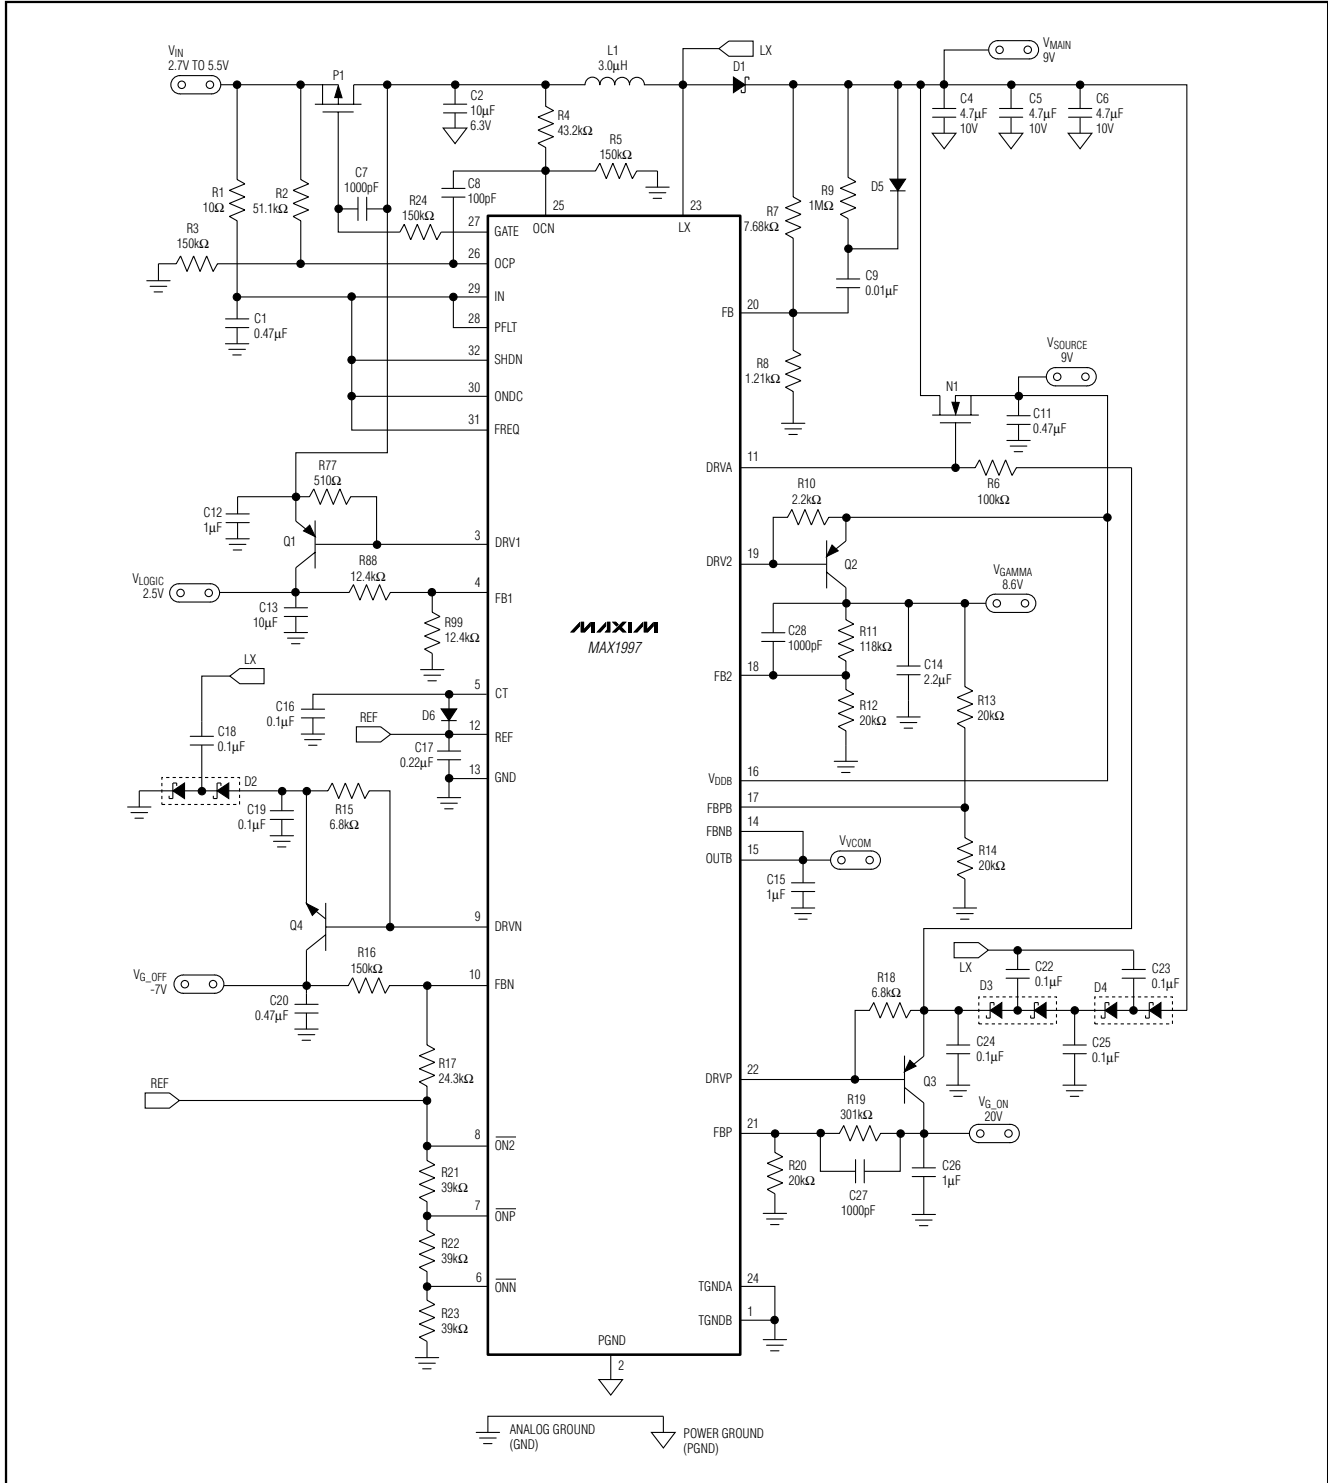 VIN
2.7V TO 5.5V
P1
L1
3.0µH
LX
D1
VMAIN
9V
C2
10µF
6.3V
R4
43.2kΩ
R5
150kΩ
C4
4.7µF
10V
C5
4.7µF
10V
C6
4.7µF
10V
R1
10Ω
R2
51.1kΩ
C7
1000pF
C8
100pF
R24
150kΩ
R3
150kΩ
R7
7.68kΩ
R9
1MΩ
D5
25
OCN
23
LX
27
GATE
26
OCP
29
IN
28
PFLT
32
SHDN
30
ONDC
31
FREQ
C1
0.47µF
C9
0.01µF
20
FB
R8
1.21kΩ
VSOURCE
9V
N1
C11
0.47µF
11
DRVA
R6
100kΩ
R77
510Ω
C12
1µF
Q1
3
DRV1
R88
12.4kΩ
VLOGIC
2.5V
C13
10µF
4
FB1
R99
12.4kΩ
R10
2.2kΩ
19
DRV2
Q2
VGAMMA
8.6V
MAXIM
MAX1997
C28
1000pF
R11
118kΩ
C14
2.2µF
18
FB2
R12
20kΩ
R13
20kΩ
LX
5
CT
C16
0.1µF
D6
REF
12
REF
C17
0.22µF
13
GND
C18
0.1µF
D2
C19
0.1µF
R15
6.8kΩ
VDDB
16
FBPB
17
FBNB
14
OUTB
15
VVCOM
C15
1µF
R14
20kΩ
Q4
9
DRVN
R16
150kΩ
10
FBN
VG_OFF
-7V
C20
0.47µF
LX
C22
0.1µF
C23
0.1µF
R18
6.8kΩ
D3
D4
C24
0.1µF
C25
0.1µF
R17
24.3kΩ
REF
22
DRVP
Q3
R19
301kΩ
VG_ON
20V
21
FBP
8
ON2
R21
39kΩ
R20
20kΩ
C27
1000pF
C26
1µF
7
ONP
R22
39kΩ
6
ONN
R23
39kΩ
TGNDA
24
TGNDB
1
PGND
2
ANALOG GROUND
(GND)
POWER GROUND
(PGND)